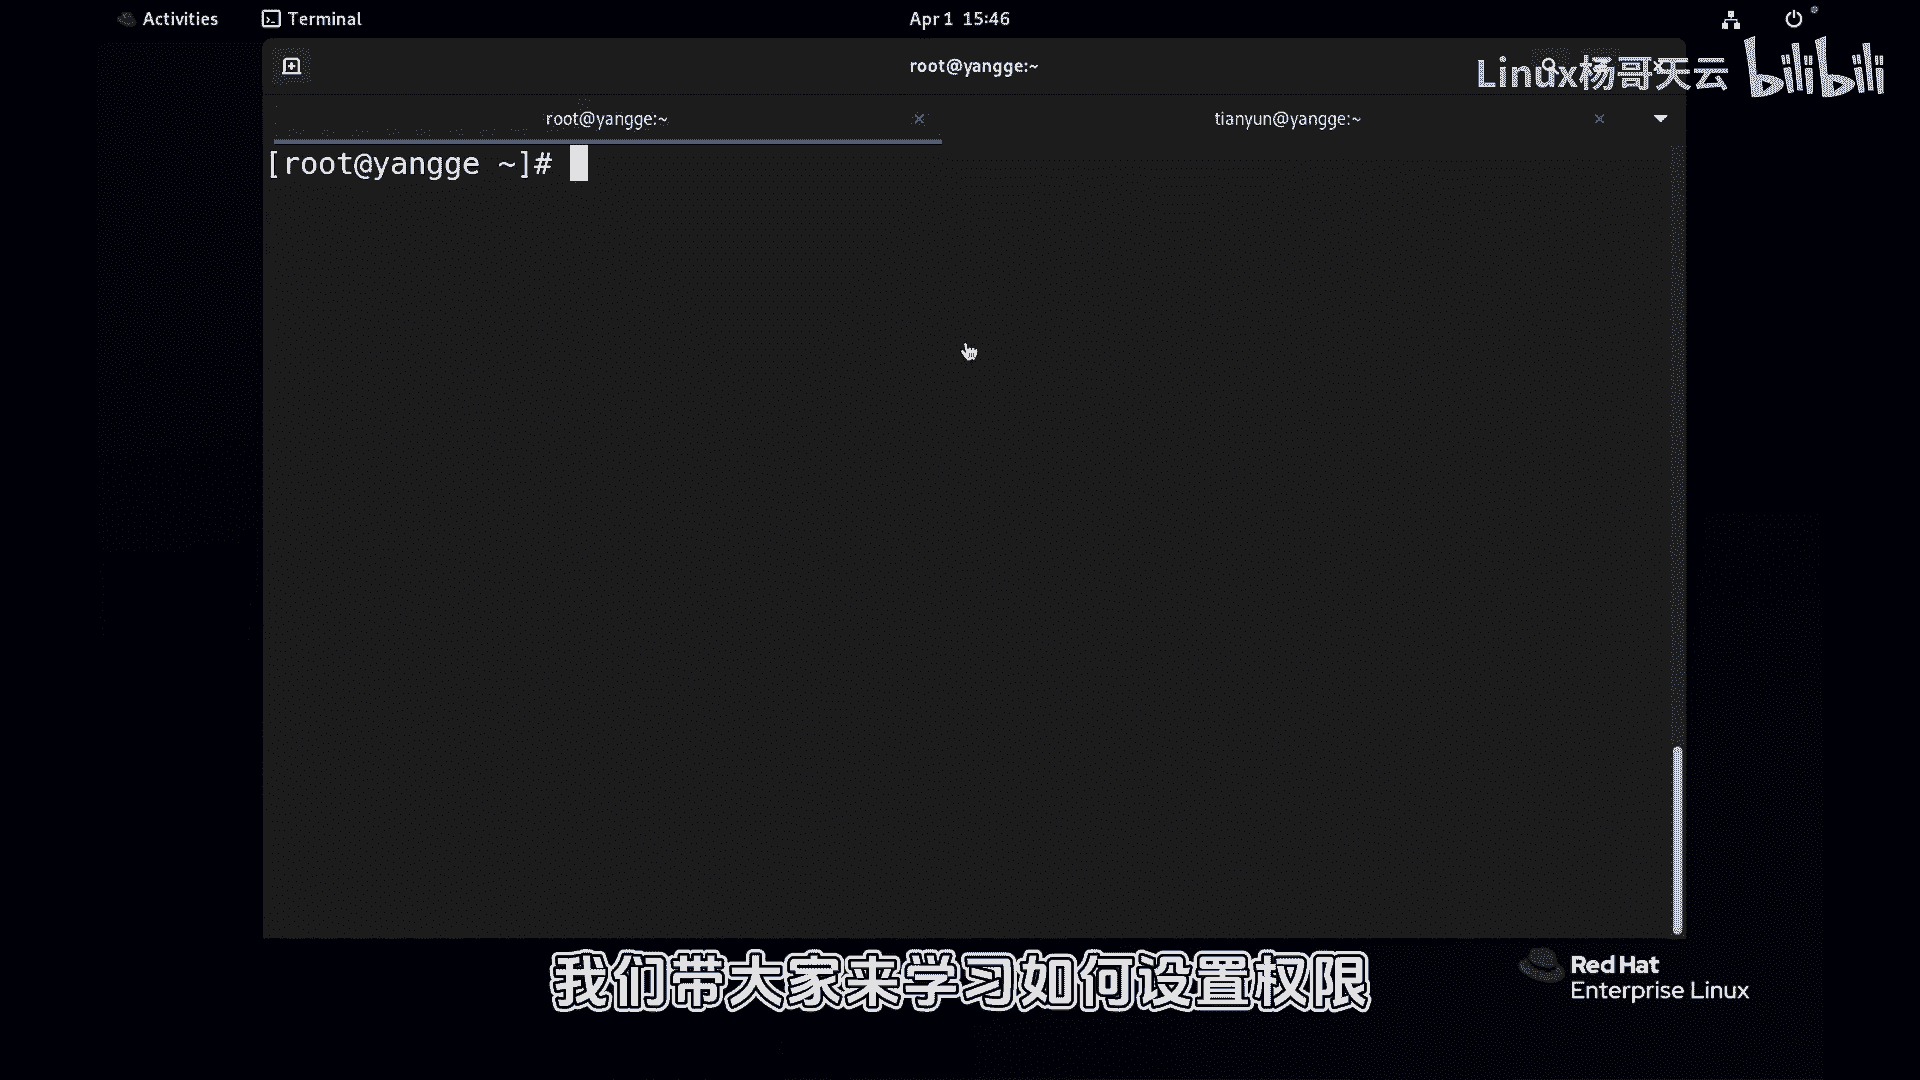 Activities
Terminal
Apr 1 15:46
root@yangge:~
Linux杨哥天云 bilibili
root@yangge:~
tianyun@yangge:~
[root@yangge ~]#
我们带大家来学习如何设置权限
Red Hat
Enterprise Linux